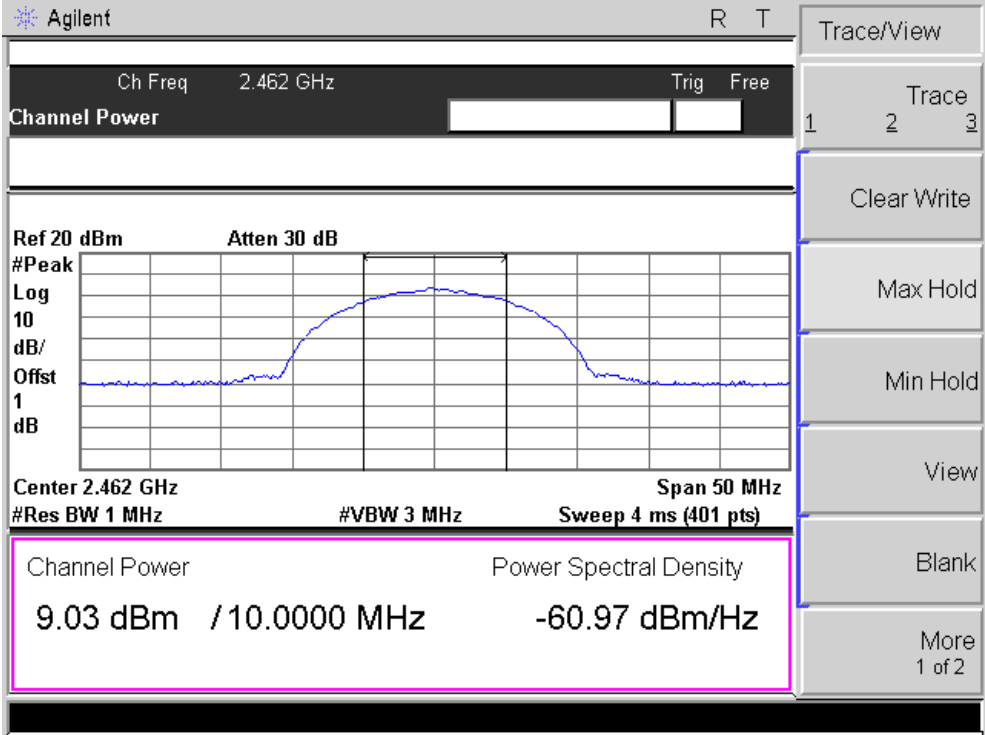 Agilent R T
Trace/View
Ch Freq 2.462 GHz Trig Free
Channel Power
Trace
1 2 3
Clear Write
Ref 20 dBm Atten 30 dB
#Peak
Log
10
dB/
Offst
1
dB
Max Hold
Min Hold
View
Center 2.462 GHz Span 50 MHz
#Res BW 1 MHz #VBW 3 MHz Sweep 4 ms (401 pts)
Channel Power Power Spectral Density
9.03 dBm / 10.0000 MHz -60.97 dBm/Hz
Blank
More
1 of 2